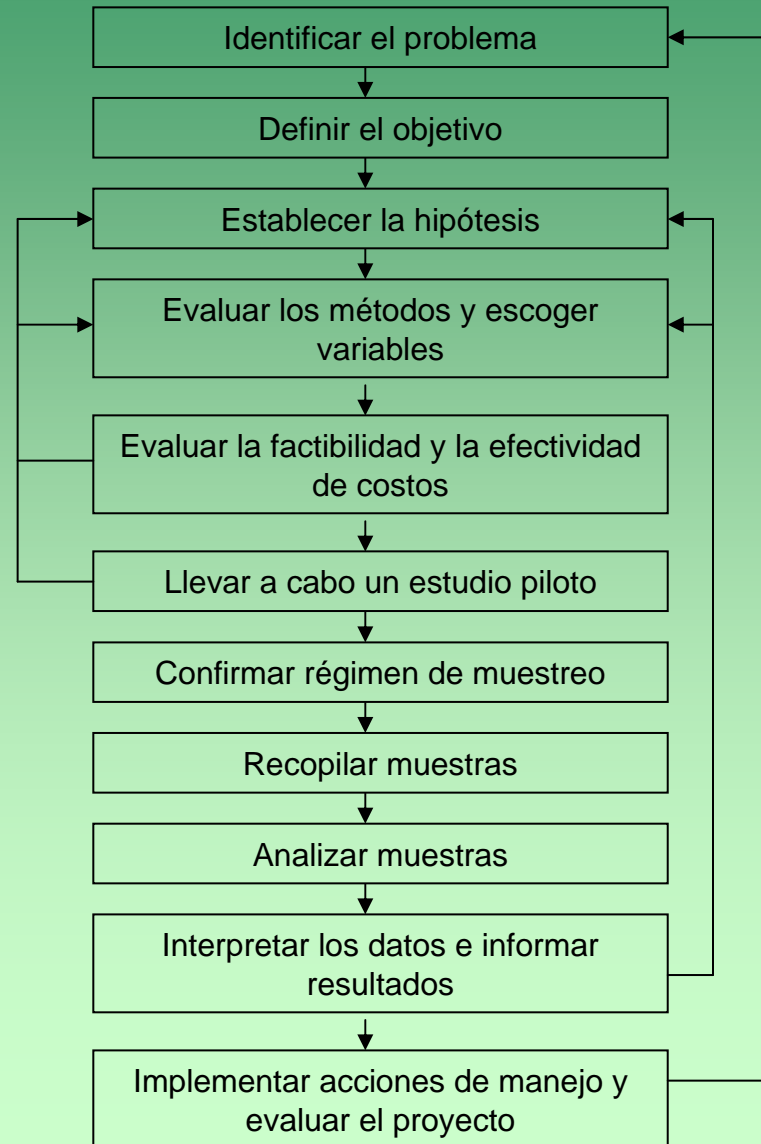 Identificar el problema
Definir el objetivo
Establecer la hipótesis
Evaluar los métodos y escoger
variables
Evaluar la factibilidad y la efectividad
de costos
Llevar a cabo un estudio piloto
Confirmar régimen de muestreo
Recopilar muestras
Analizar muestras
Interpretar los datos e informar
resultados
Implementar acciones de manejo y
evaluar el proyecto